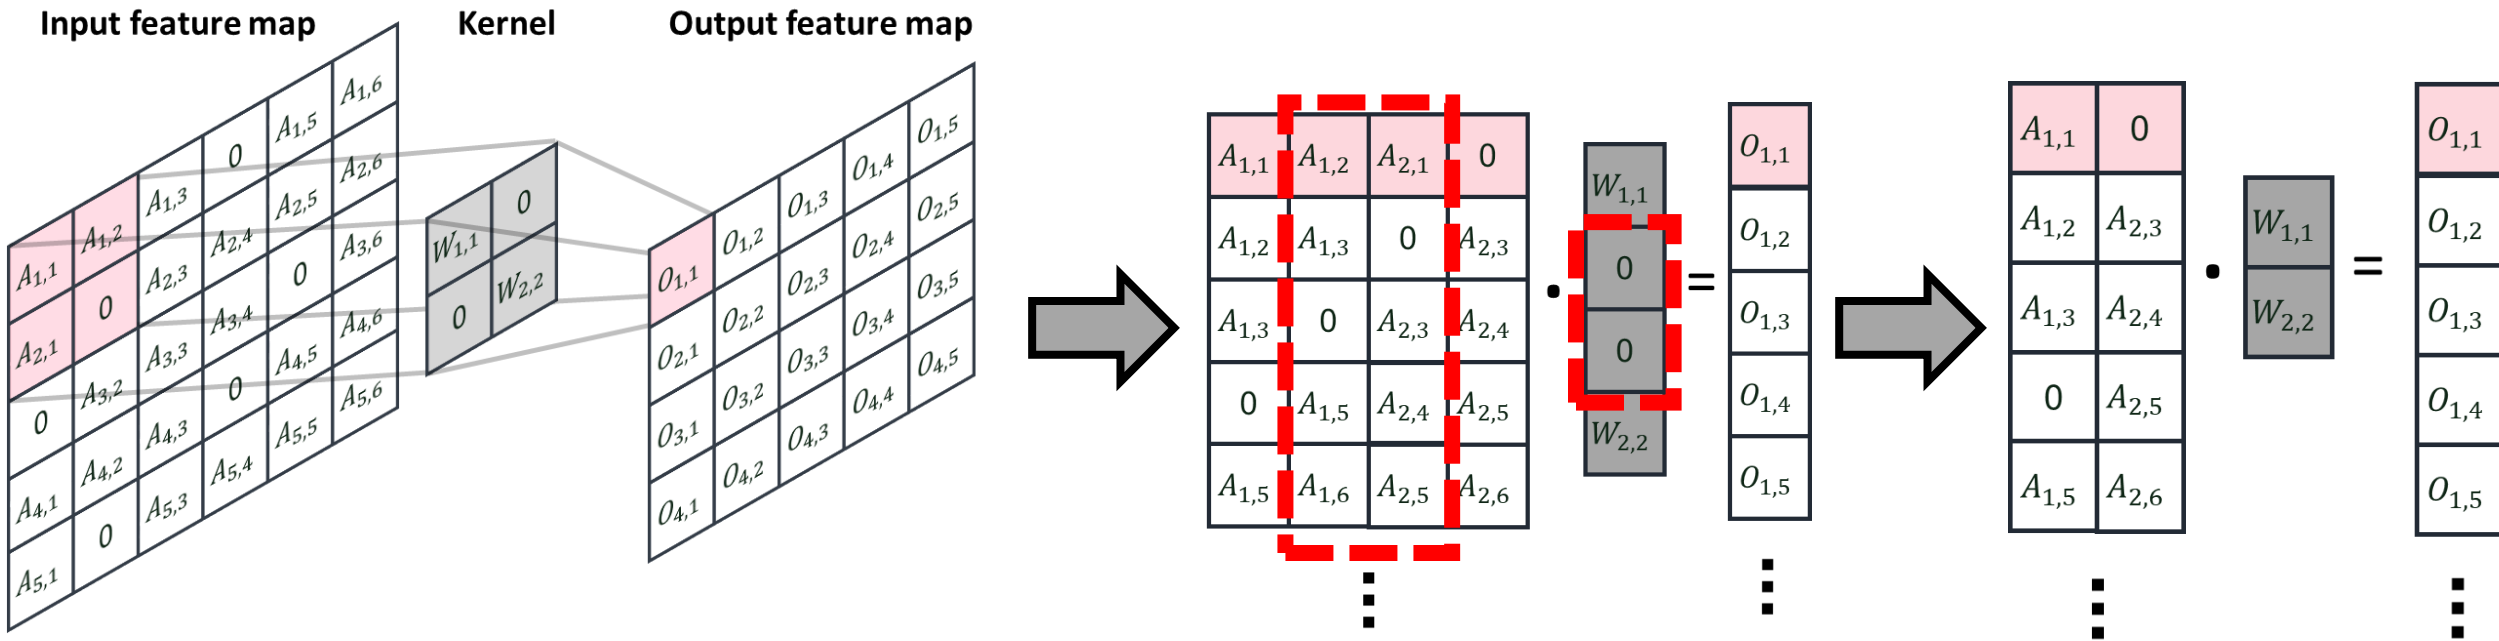 Input feature map
Kernel
Output feature map
A1,1 A1,2 A1,3 0 A1,5 A1,6
A2,1 0 A2,3 A2,4 A2,5 A2,6
0 A3,2 A3,3 A3,4 0 A3,6
A4,1 A4,2 A4,3 0 A4,5 A4,6
A5,1 0 A5,3 A5,4 A5,5 A5,6
W1,1 0
0 W2,2
O1,1 O1,2 O1,3 O1,4 O1,5
O2,1 O2,2 O2,3 O2,4 O2,5
O3,1 O3,2 O3,3 O3,4 O3,5
O4,1 O4,2 O4,3 O4,4 O4,5
A1,1 A1,2 A2,1 0
A1,2 A1,3 0 A2,3
A1,3 0 A2,3 A2,4
0 A1,5 A2,4 A2,5
A1,5 A1,6 A2,5 A2,6
⋮
·
W1,1
0
0
W2,2
=
O1,1
O1,2
O1,3
O1,4
O1,5
⋮
A1,1 0
A1,2 A2,3
A1,3 A2,4
0 A2,5
A1,5 A2,6
⋮
·
W1,1
W2,2
=
O1,1
O1,2
O1,3
O1,4
O1,5
⋮